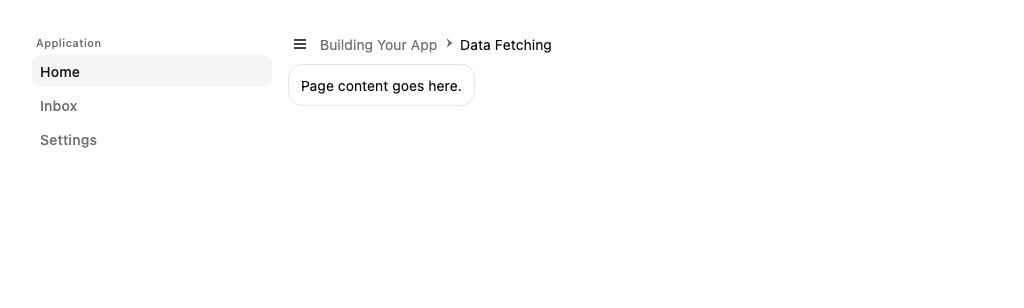 Application
Home
Inbox
Settings
Building Your App > Data Fetching
Page content goes here.